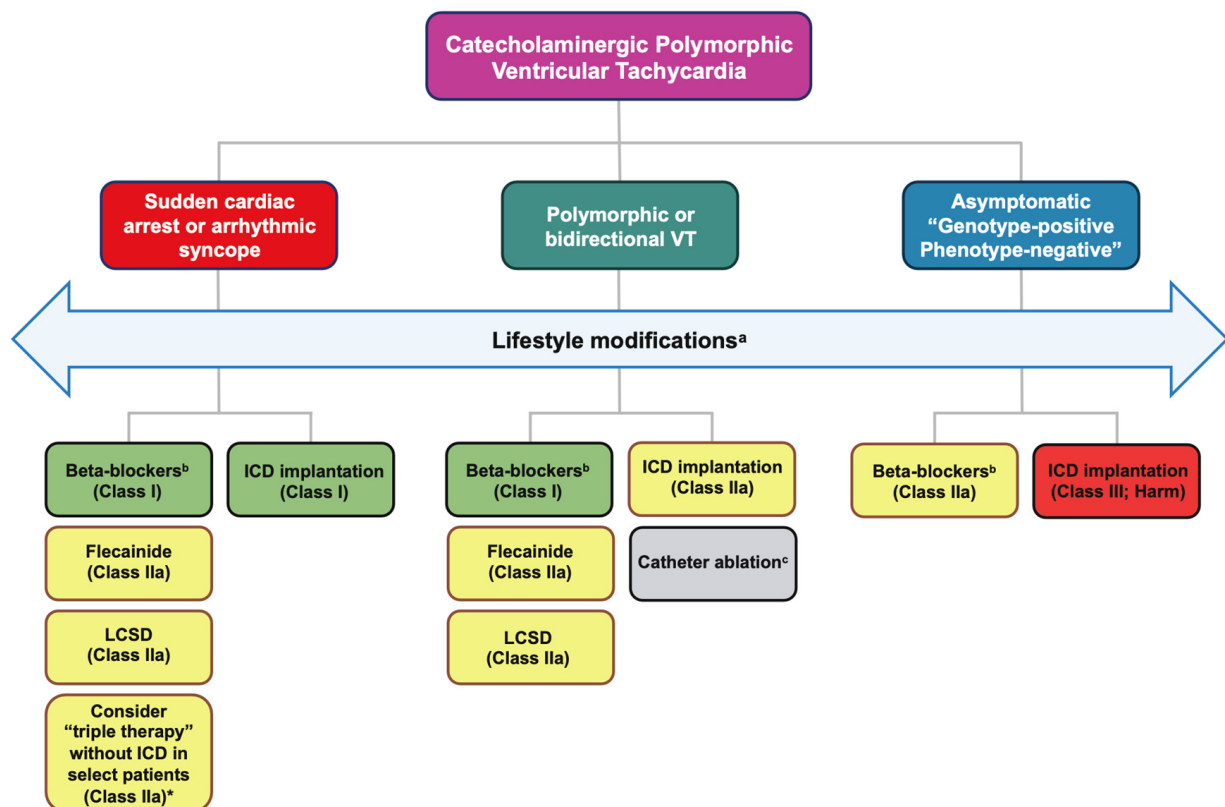 Catecholaminergic Polymorphic
Ventricular Tachycardia
Sudden cardiac
arrest or arrhythmic
syncope
Polymorphic or
bidirectional VT
Asymptomatic
“Genotype-positive
Phenotype-negative”
Lifestyle modificationsᵃ
Beta-blockersᵇ
(Class I)
ICD implantation
(Class I)
Flecainide
(Class IIa)
LCSD
(Class IIa)
Consider
“triple therapy”
without ICD in
select patients
(Class IIa)*
Beta-blockersᵇ
(Class I)
ICD implantation
(Class IIa)
Flecainide
(Class IIa)
Catheter ablationᶜ
LCSD
(Class IIa)
Beta-blockersᵇ
(Class IIa)
ICD implantation
(Class III; Harm)